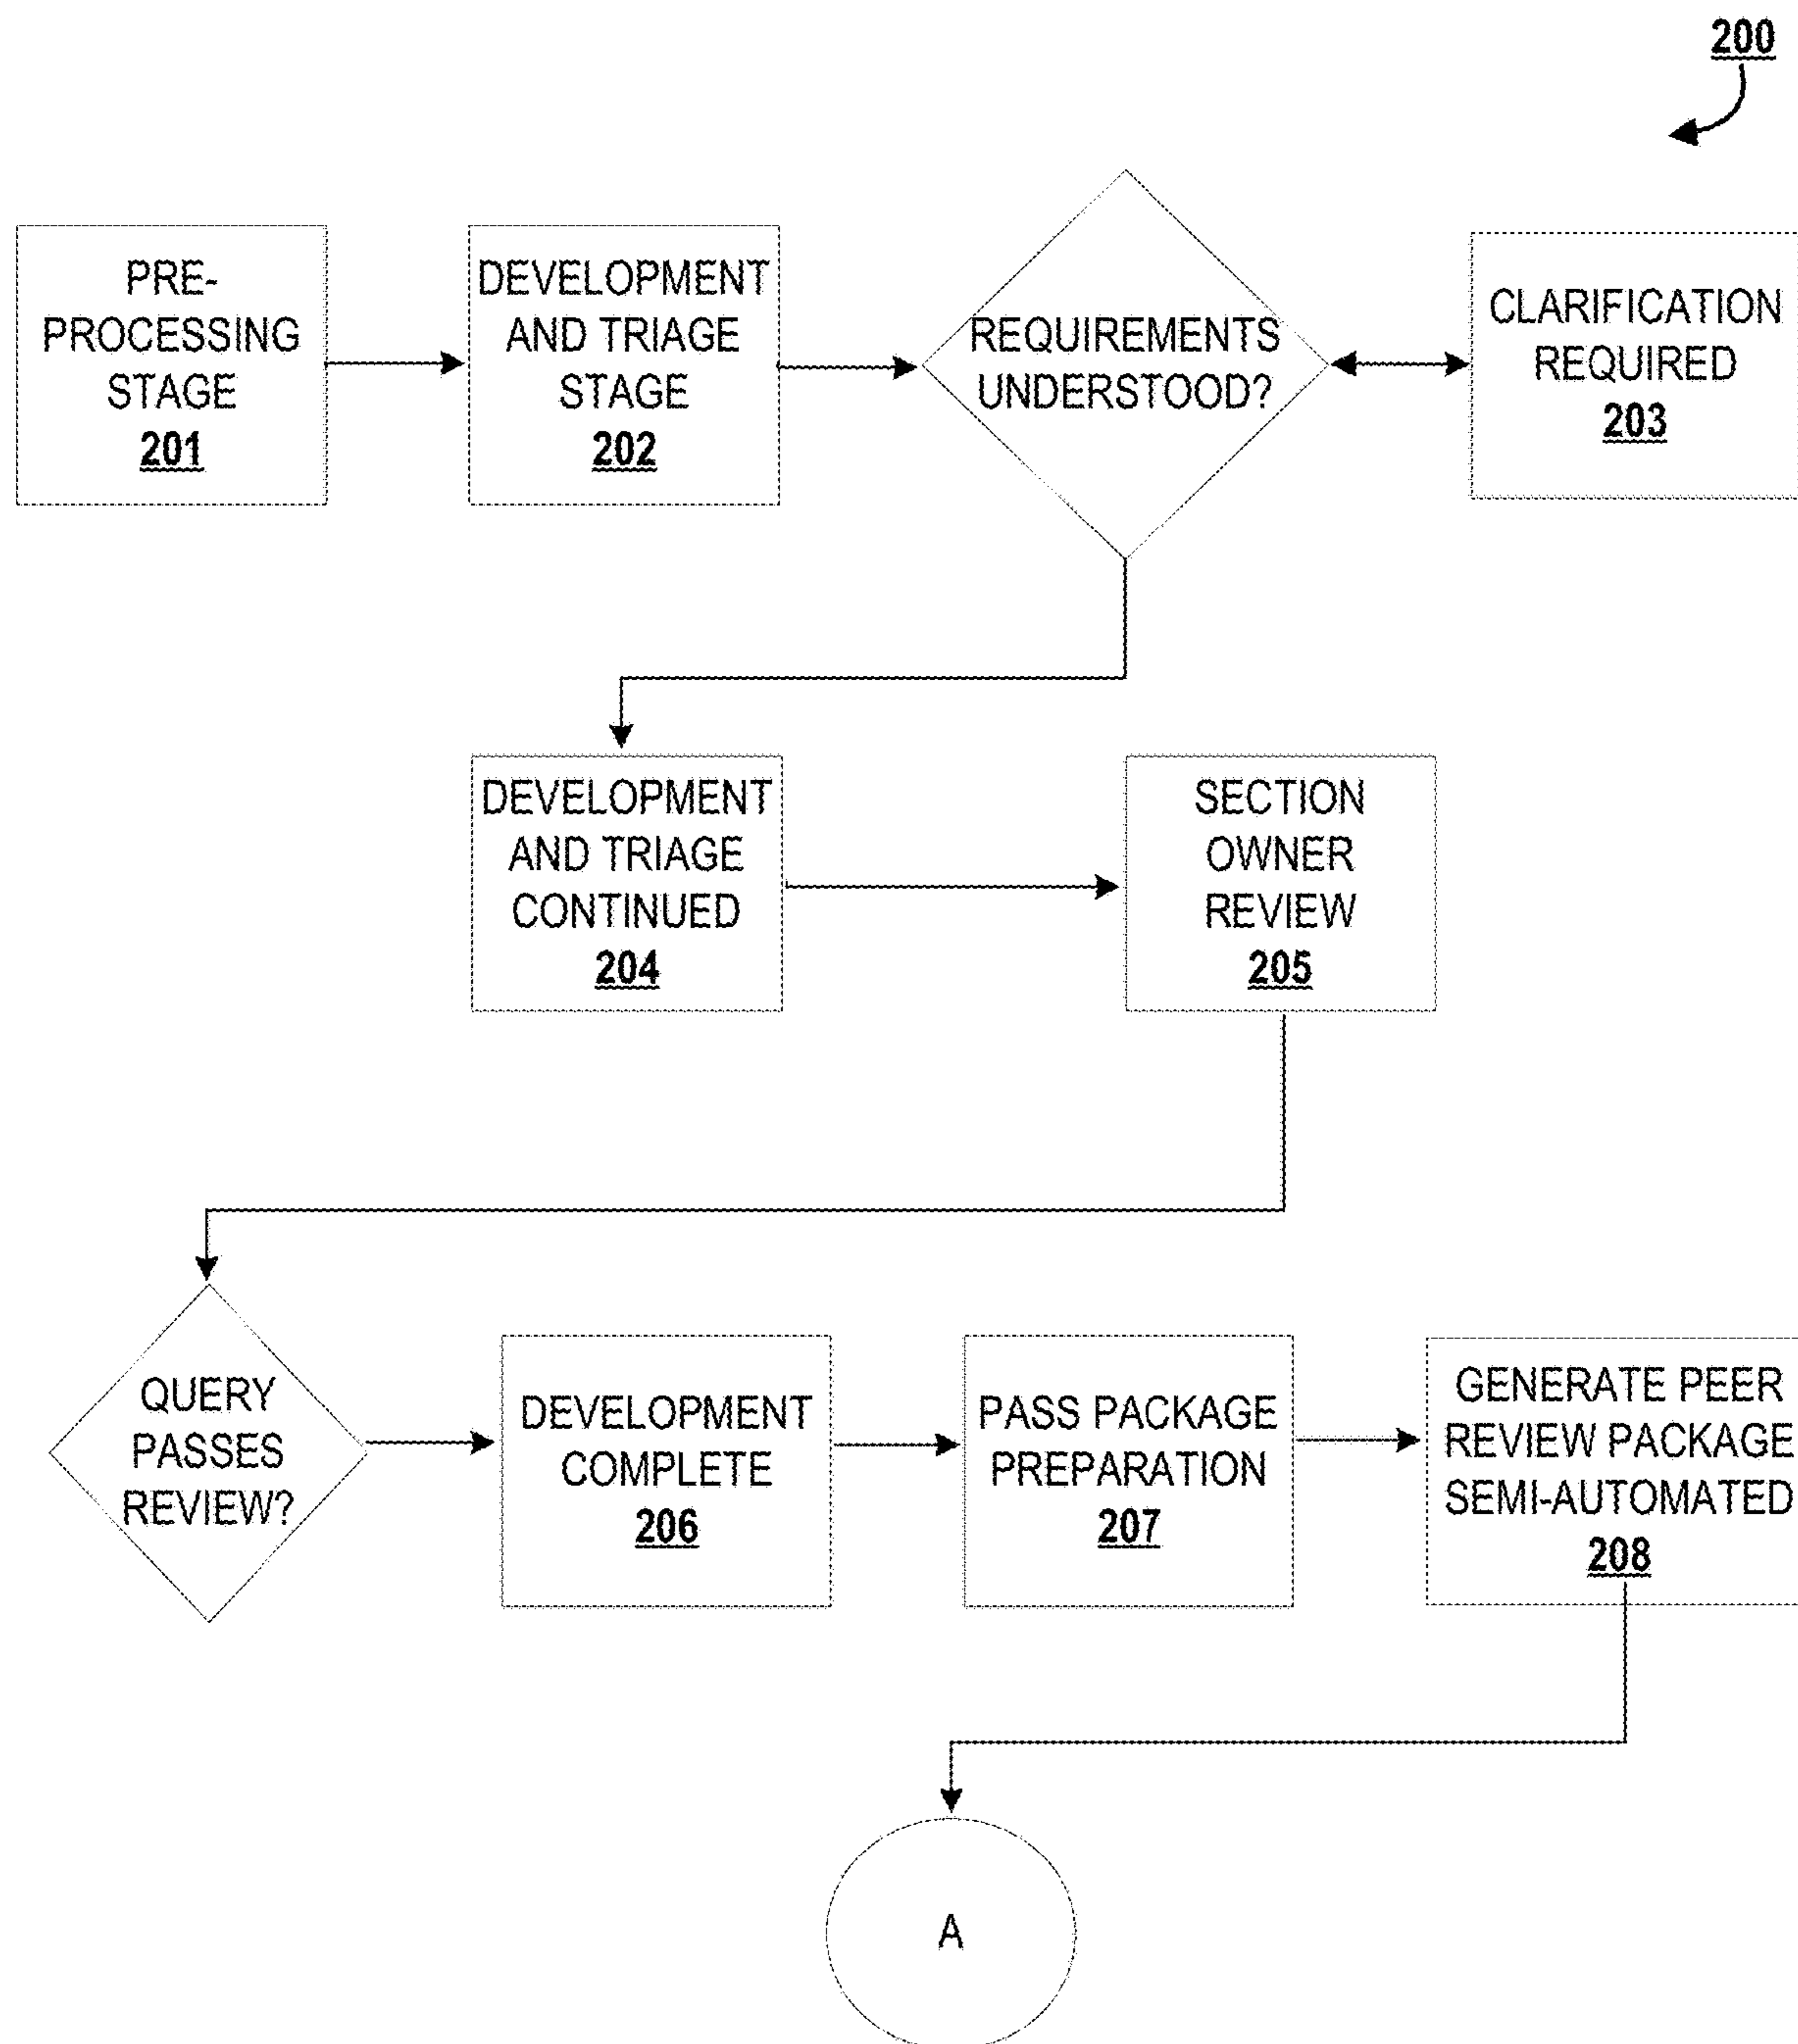 200
PRE-
PROCESSING
STAGE
201
DEVELOPMENT
AND TRIAGE
STAGE
202
REQUIREMENTS
UNDERSTOOD?
CLARIFICATION
REQUIRED
203
DEVELOPMENT
AND TRIAGE
CONTINUED
204
SECTION
OWNER
REVIEW
205
QUERY
PASSES
REVIEW?
DEVELOPMENT
COMPLETE
206
PASS PACKAGE
PREPARATION
207
GENERATE PEER
REVIEW PACKAGE
SEMI-AUTOMATED
208
A